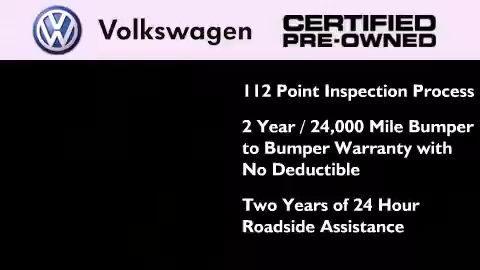 Volkswagen
CERTIFIED
PRE-OWNED
112 Point Inspection Process
2 Year / 24,000 Mile Bumper
to Bumper Warranty with
No Deductible
Two Years of 24 Hour
Roadside Assistance